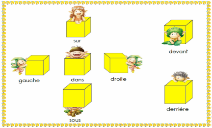 sur
devant
gauche
dans
droite
sous
derrière